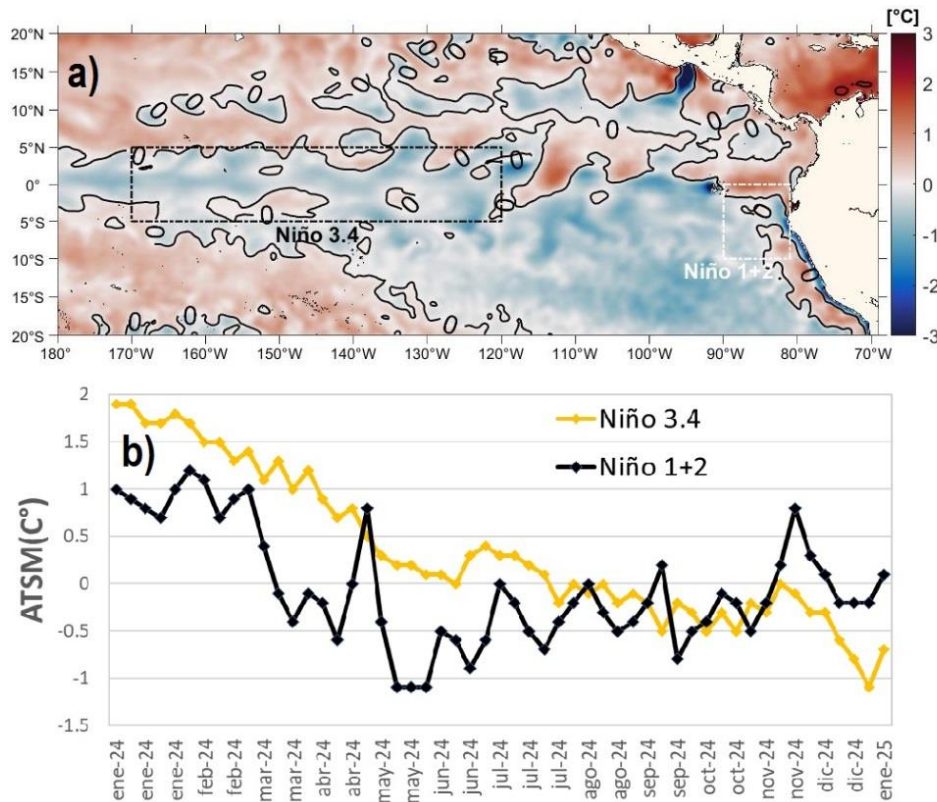 [°C]
a)
20°N
15°N
10°N
5°N
0°
5°S
10°S
15°S
20°S
3
2
1
0
-1
-2
-3
Niño 3.4
Niño 1+2
180°
170°W
160°W
150°W
140°W
130°W
120°W
110°W
100°W
90°W
80°W
70°W
b)
Niño 3.4
Niño 1+2
ATSM(C°)
2
1.5
1
0.5
0
-0.5
-1
-1.5
ene-24
ene-24
ene-24
feb-24
feb-24
mar-24
mar-24
abr-24
abr-24
may-24
may-24
jun-24
jun-24
jul-24
jul-24
jul-24
ago-24
ago-24
sep-24
sep-24
oct-24
oct-24
nov-24
nov-24
dic-24
dic-24
ene-25